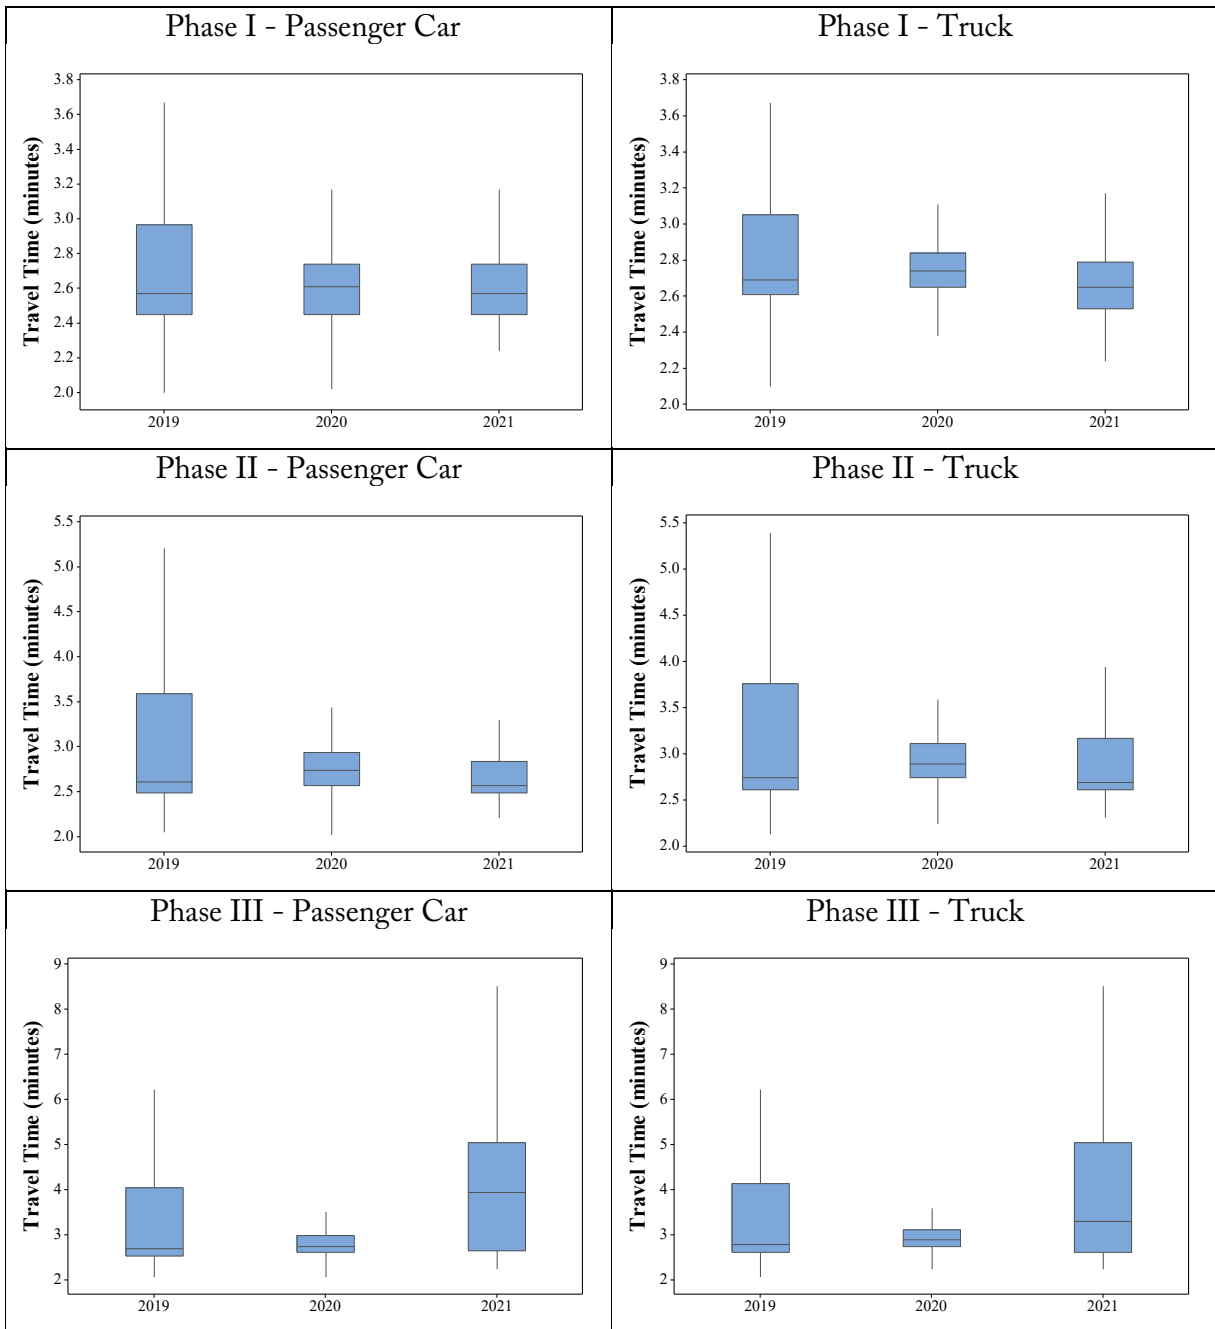 Phase I - Passenger Car
Travel Time (minutes)
3.8
3.6
3.4
3.2
3.0
2.8
2.6
2.4
2.2
2.0
2019 2020 2021
Phase I - Truck
Travel Time (minutes)
3.8
3.6
3.4
3.2
3.0
2.8
2.6
2.4
2.2
2.0
2019 2020 2021
Phase II - Passenger Car
Travel Time (minutes)
5.5
5.0
4.5
4.0
3.5
3.0
2.5
2.0
2019 2020 2021
Phase II - Truck
Travel Time (minutes)
5.5
5.0
4.5
4.0
3.5
3.0
2.5
2.0
2019 2020 2021
Phase III - Passenger Car
Travel Time (minutes)
9
8
7
6
5
4
3
2
2019 2020 2021
Phase III - Truck
Travel Time (minutes)
9
8
7
6
5
4
3
2
2019 2020 2021